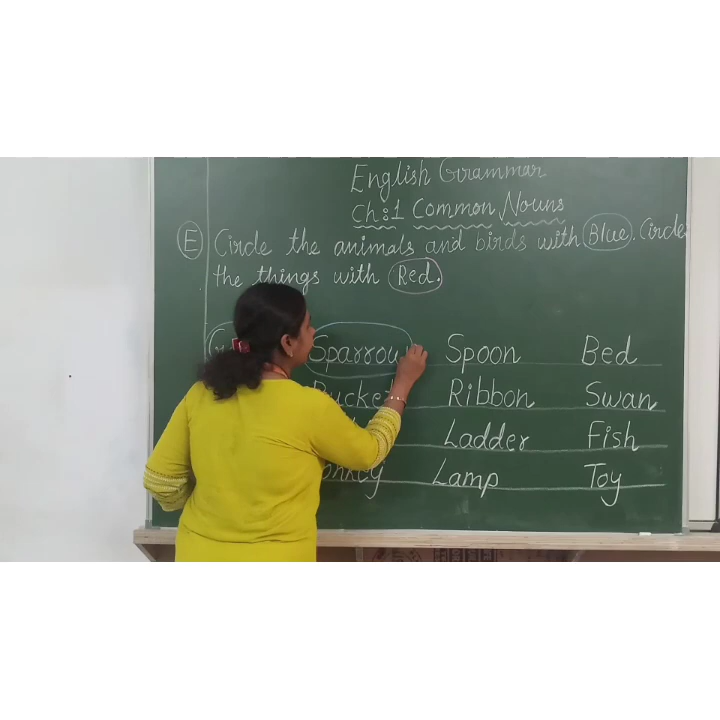 English Grammar
Ch:1 Common Nouns
(E) Circle the animals and birds with Blue. Circle
the things with Red.
Sparrow Spoon Bed
Bucket Ribbon Swan
Ladder Fish
Lamp Toy